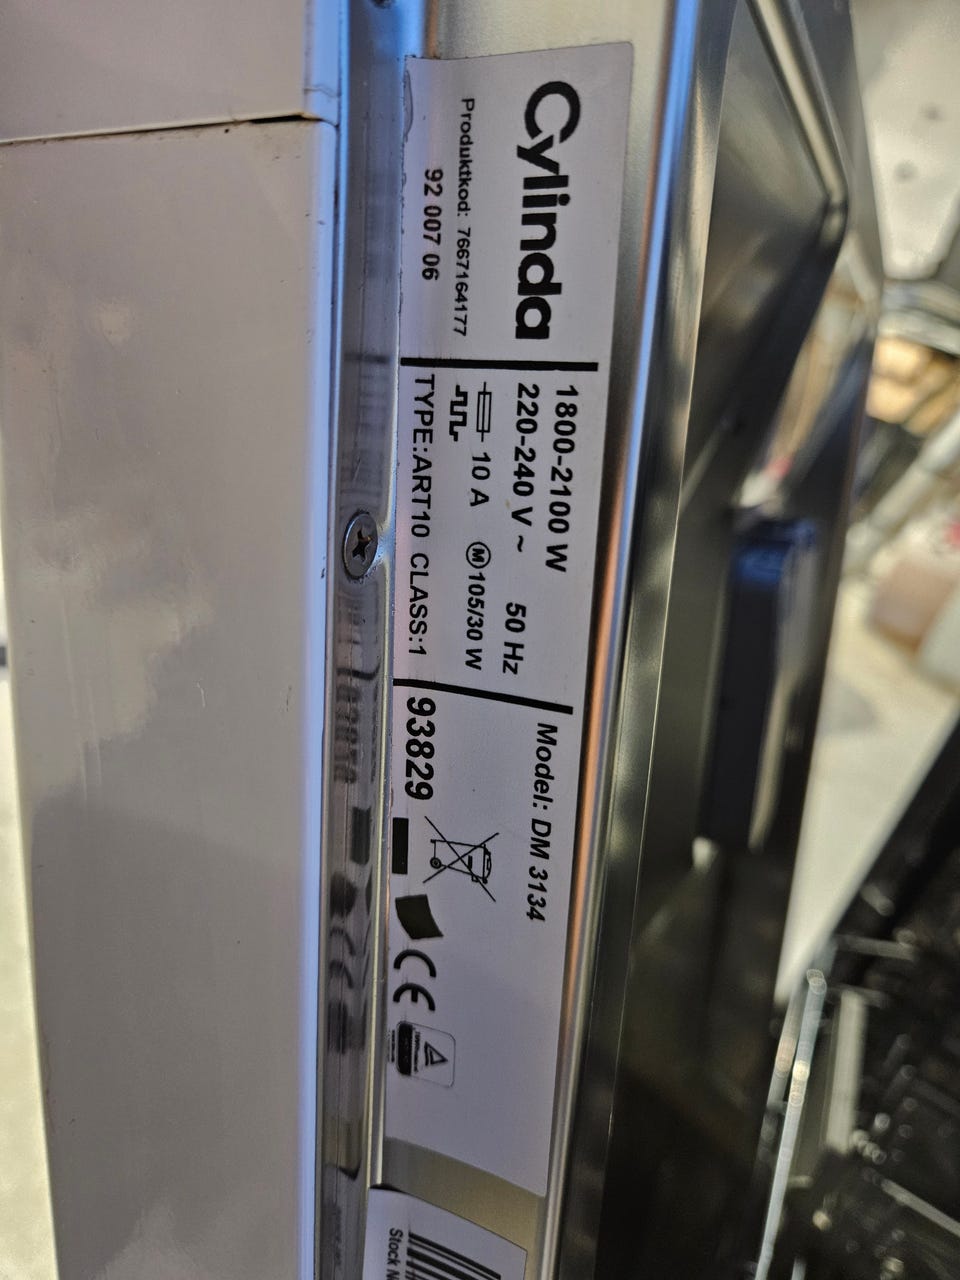 Cylinda
Produktkod: 7667164177
92 007 06
1800-2100 W
220-240 V ~ 50 Hz
10 A M 105/30 W
TYPE:ART10 CLASS:1
Model: DM 3134
93829
CE
Stock